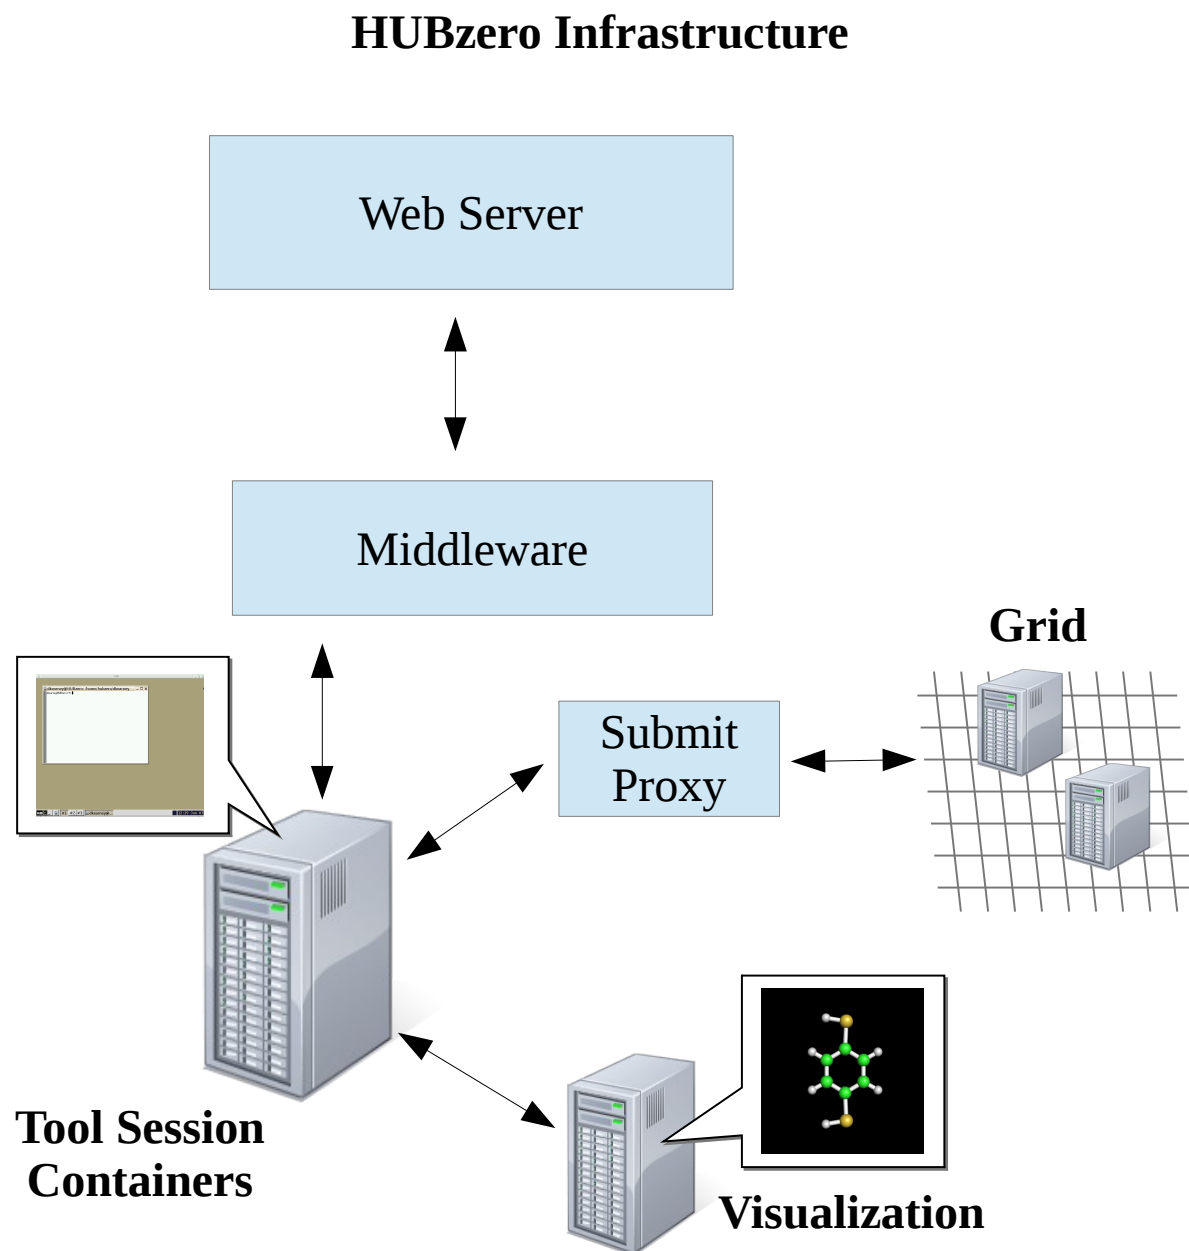 HUBzero Infrastructure
Web Server
Middleware
Grid
Submit
Proxy
Tool Session
Containers
Visualization